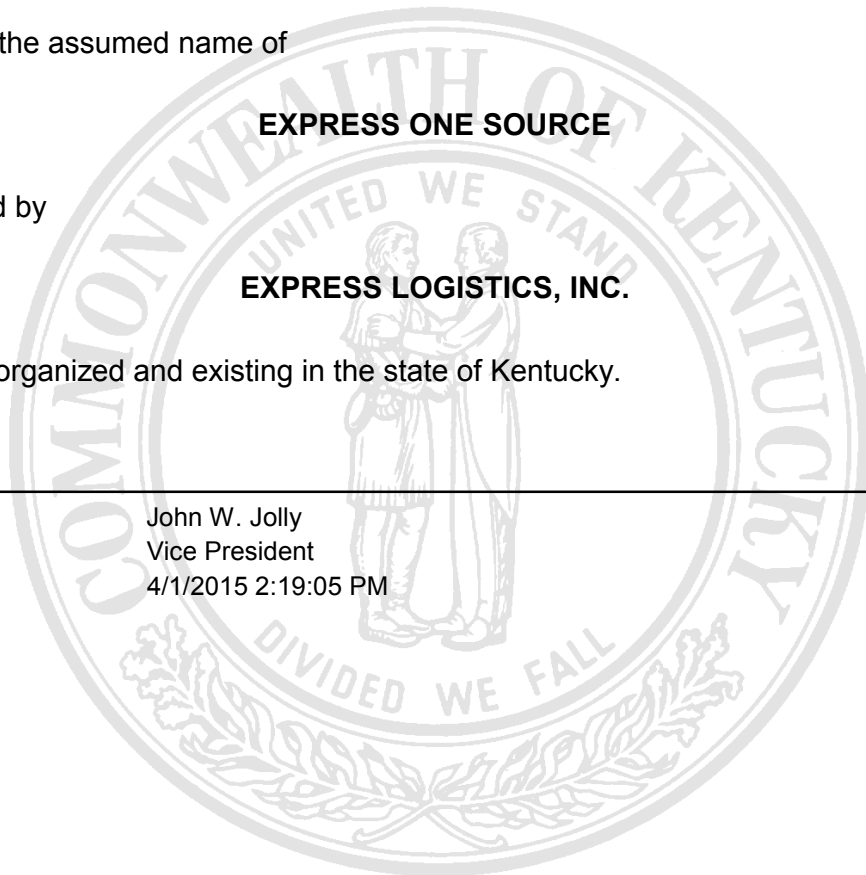 the assumed name of
EXPRESS ONE SOURCE
d by
EXPRESS LOGISTICS, INC.
organized and existing in the state of Kentucky.
John W. Jolly
Vice President
4/1/2015 2:19:05 PM
COMMONWEALTH OF KENTUCKY
UNITED WE STAND
DIVIDED WE FALL